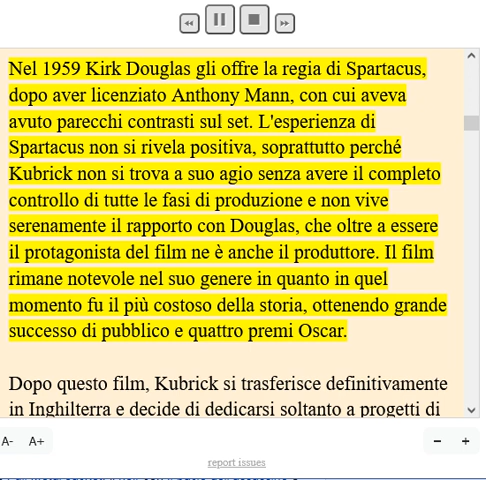 Nel 1959 Kirk Douglas gli offre la regia di Spartacus,
dopo aver licenziato Anthony Mann, con cui aveva
avuto parecchi contrasti sul set. L'esperienza di
Spartacus non si rivela positiva, soprattutto perché
Kubrick non si trova a suo agio senza avere il completo
controllo di tutte le fasi di produzione e non vive
serenamente il rapporto con Douglas, che oltre a essere
il protagonista del film ne è anche il produttore. Il film
rimane notevole nel suo genere in quanto in quel
momento fu il più costoso della storia, ottenendo grande
successo di pubblico e quattro premi Oscar.
Dopo questo film, Kubrick si trasferisce definitivamente
in Inghilterra e decide di dedicarsi soltanto a progetti di
A- A+ − +
report issues